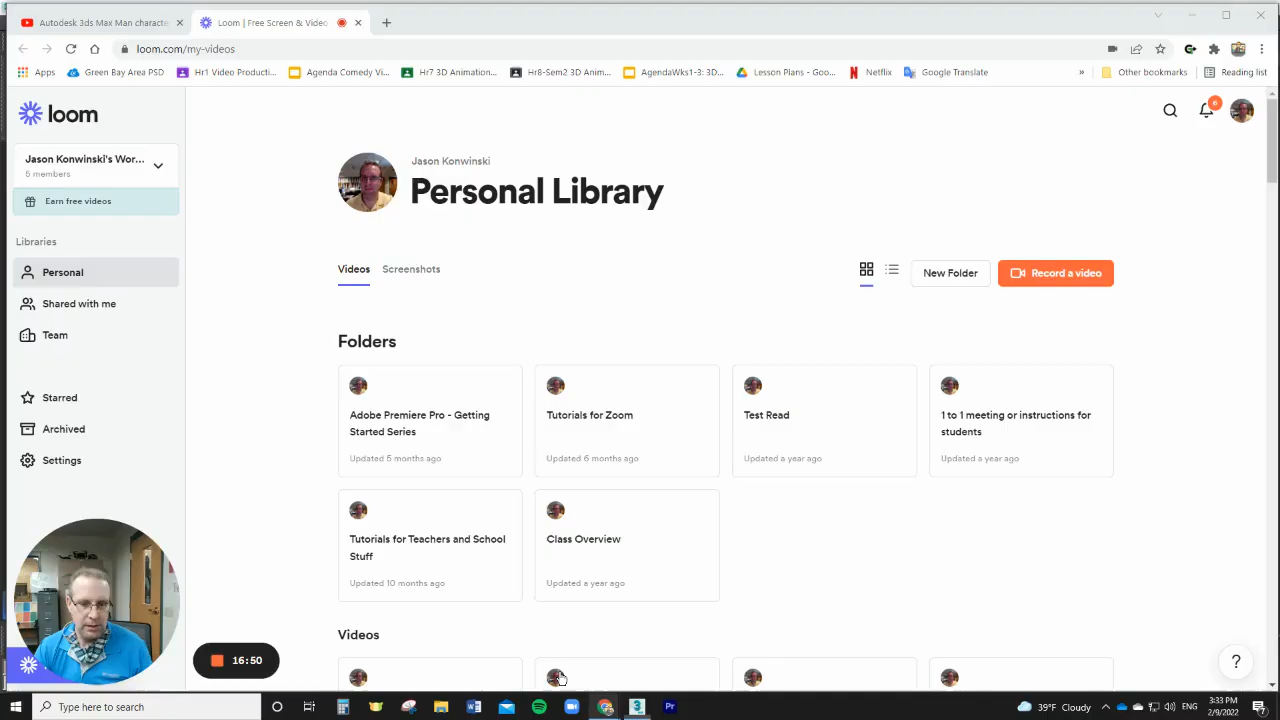 Autodesk 3ds Max Man characte
Loom | Free Screen & Video
loom.com/my-videos
Apps
Green Bay Area PSD
Hr1 Video Producti...
Agenda Comedy Vi...
Hr7 3D Animation...
Hr8-Sem2 3D Anim...
AgendaWks1-3: 3D...
Lesson Plans - Goo...
Netflix
Google Translate
»
Other bookmarks
Reading list
loom
6
Jason Konwinski's Wor...
5 members
Earn free videos
Libraries
Personal
Shared with me
Team
Starred
Archived
Settings
Jason Konwinski
Personal Library
Videos
Screenshots
New Folder
Record a video
Folders
Adobe Premiere Pro - Getting
Started Series
Updated 5 months ago
Tutorials for Zoom
Updated 6 months ago
Test Read
Updated a year ago
1 to 1 meeting or instructions for
students
Updated a year ago
Tutorials for Teachers and School
Stuff
Updated 10 months ago
Class Overview
Updated a year ago
Videos
16:50
?
Type here to search
39°F Cloudy
3:33 PM
2/9/2022